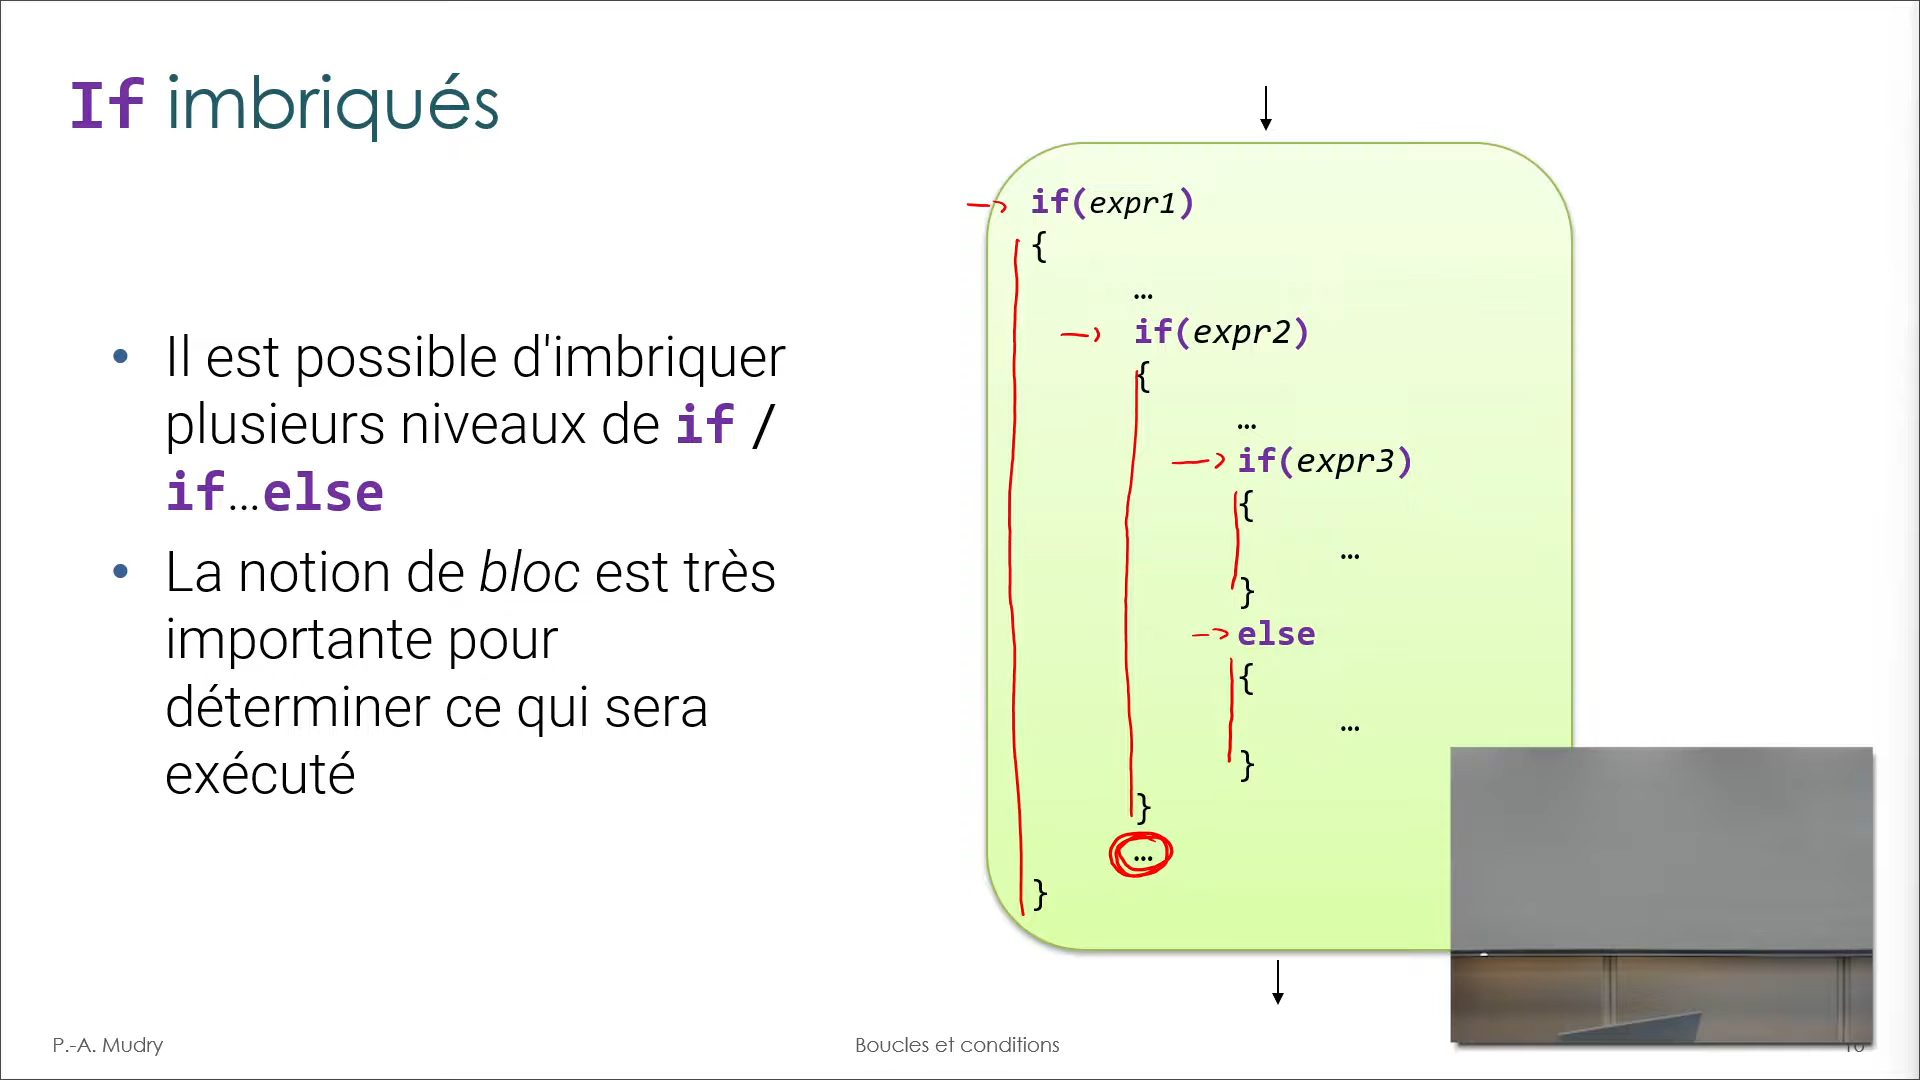 If imbriqués
• Il est possible d'imbriquer
plusieurs niveaux de if /
if…else
• La notion de bloc est très
importante pour
déterminer ce qui sera
exécuté
if(expr1)
{
…
if(expr2)
{
…
if(expr3)
{
…
}
else
{
…
}
}
…
}
P.-A. Mudry
Boucles et conditions